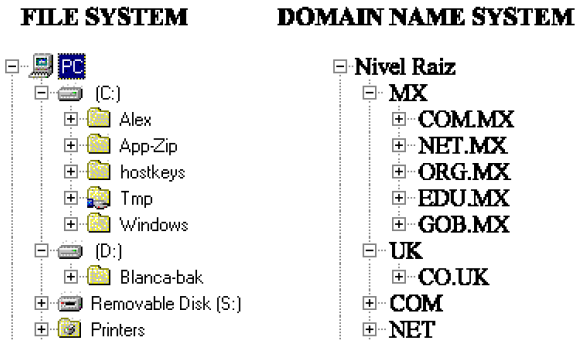 FILE SYSTEM
PC
(C:)
Alex
App-Zip
hostkeys
Tmp
Windows
(D:)
Blanca-bak
Removable Disk (S:)
Printers
DOMAIN NAME SYSTEM
Nivel Raiz
MX
COM.MX
NET.MX
ORG.MX
EDU.MX
GOB.MX
UK
CO.UK
COM
NET